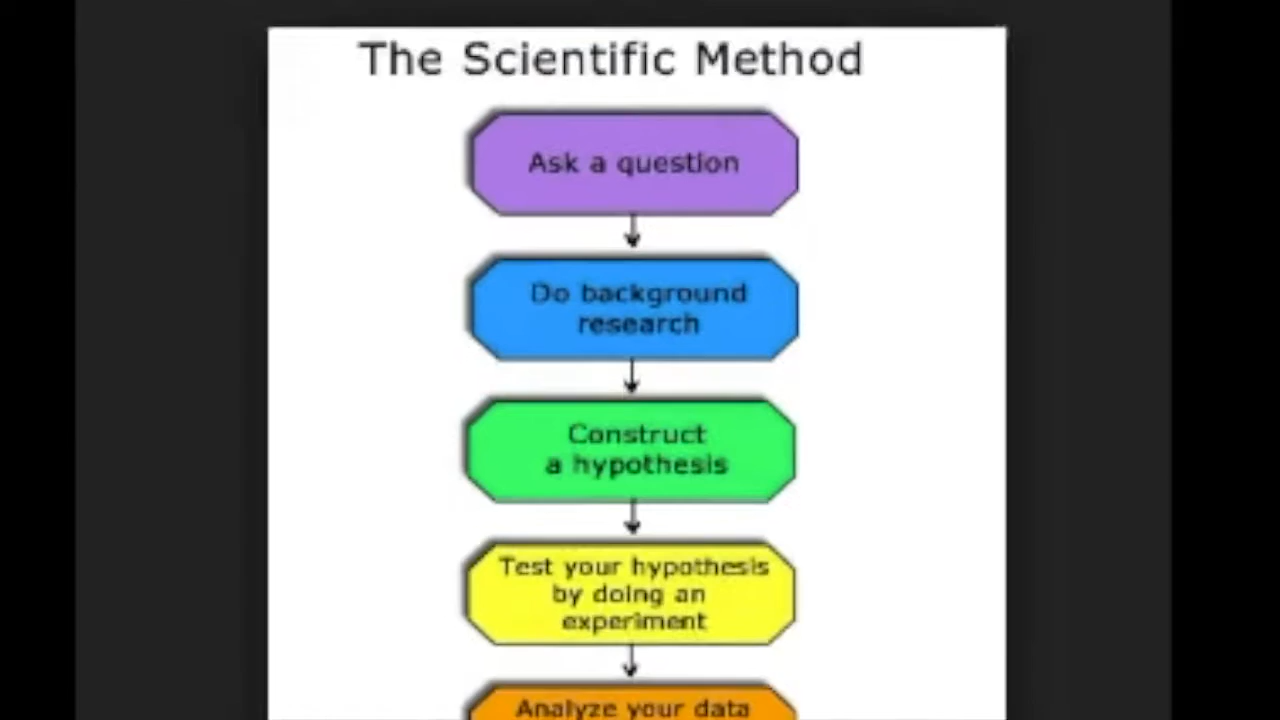 The Scientific Method
Ask a question
Do background
research
Construct
a hypothesis
Test your hypothesis
by doing an
experiment
Analyze your data